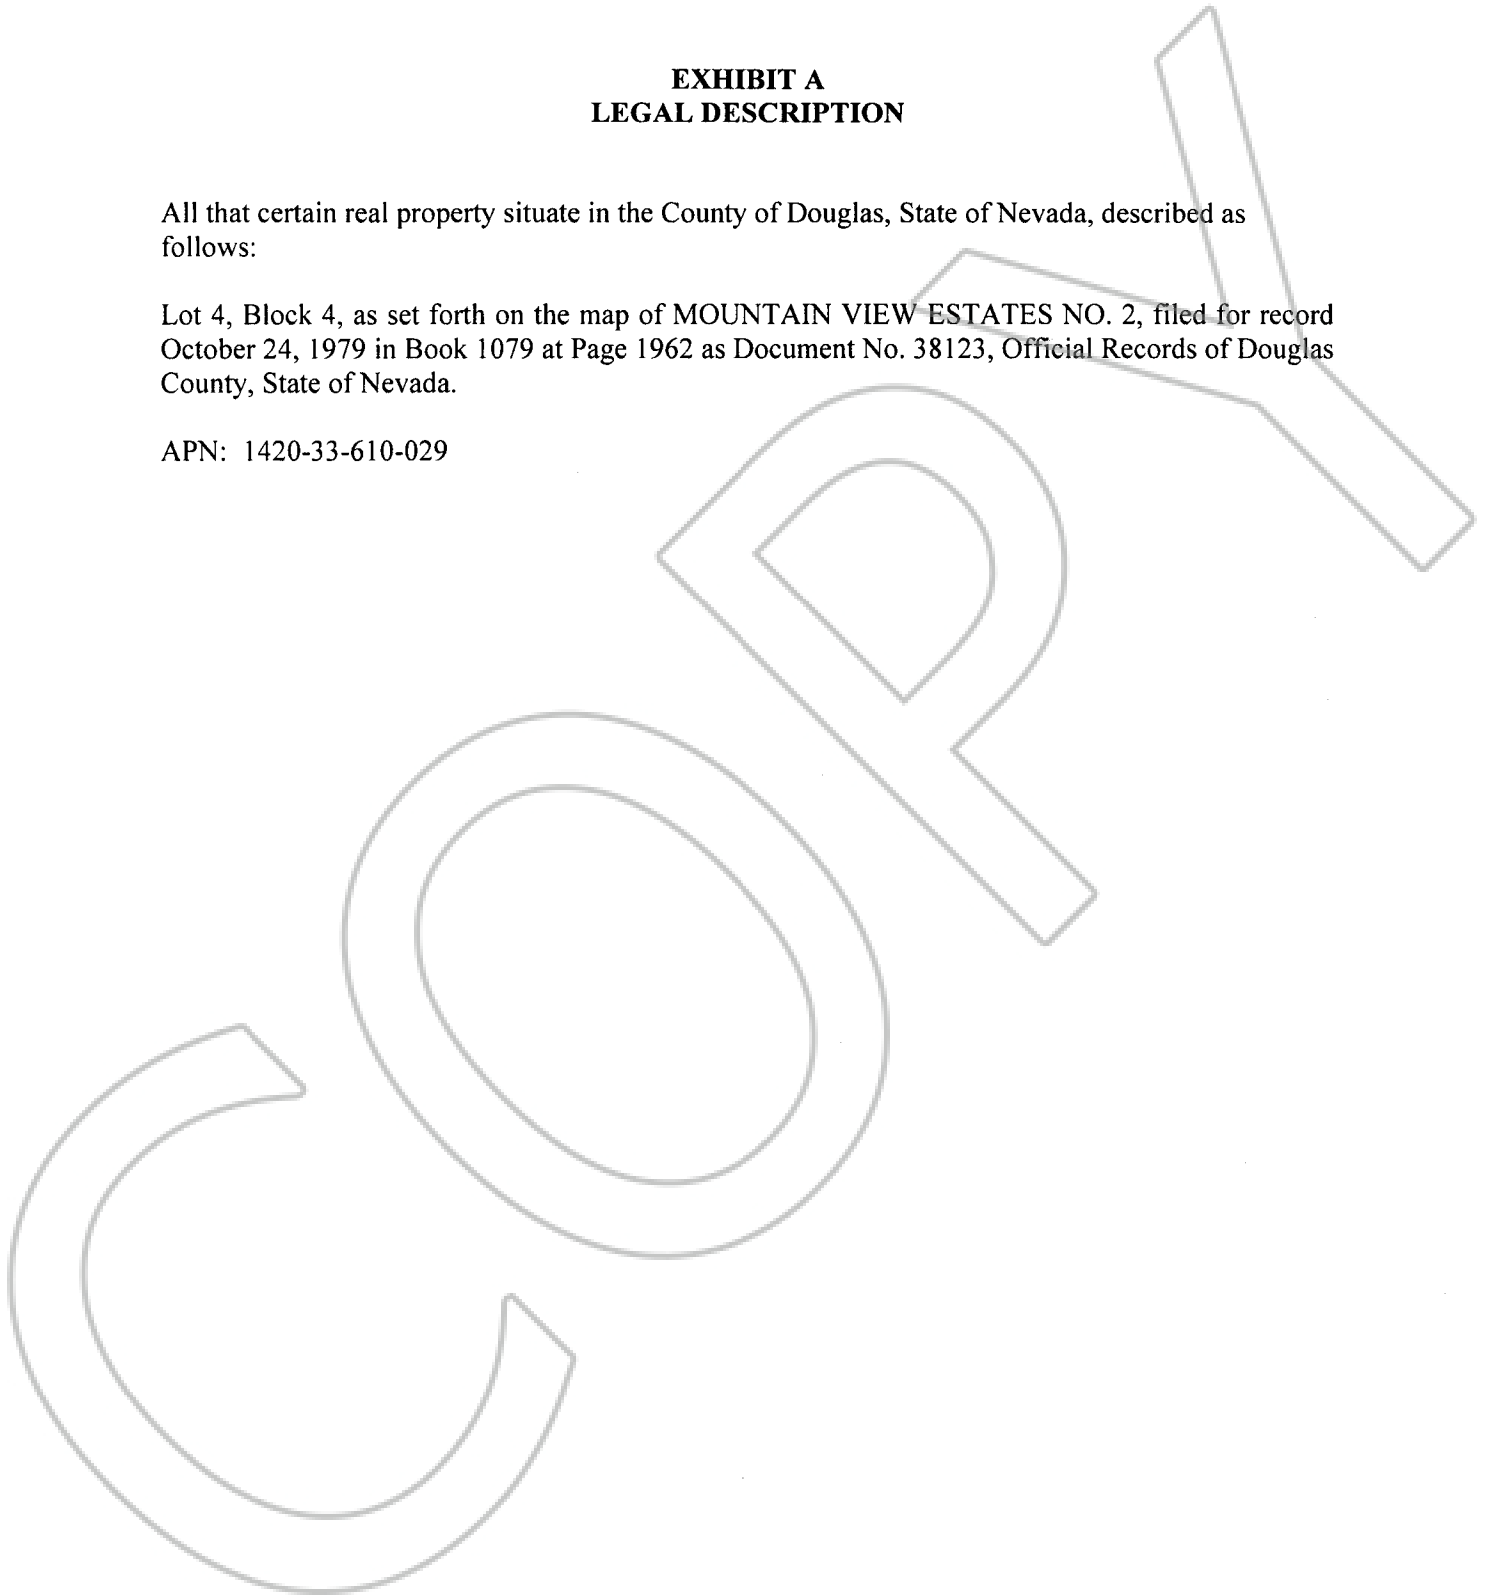 EXHIBIT A
LEGAL DESCRIPTION
All that certain real property situate in the County of Douglas, State of Nevada, described as
follows:
Lot 4, Block 4, as set forth on the map of MOUNTAIN VIEW ESTATES NO. 2, filed for record
October 24, 1979 in Book 1079 at Page 1962 as Document No. 38123, Official Records of Douglas
County, State of Nevada.
APN: 1420-33-610-029
COPY